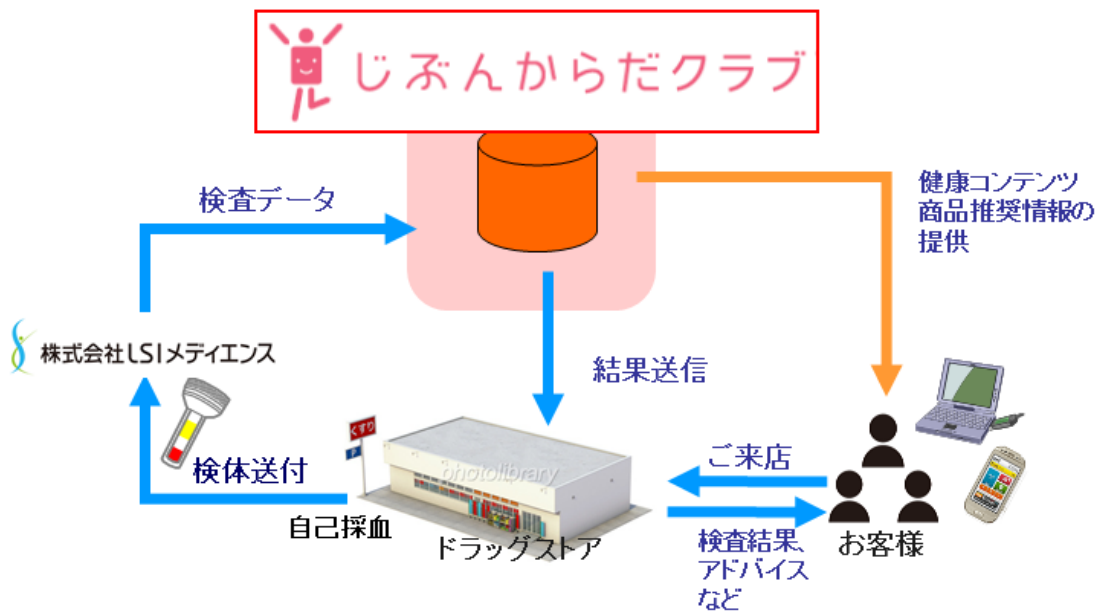 じぶんからだクラブ
検査データ
健康コンテンツ
商品推奨情報の
提供
株式会社LSIメディエンス
結果送信
くすり
P
photolibrary
検体送付
自己採血
ドラッグストア
ご来店
検査結果、
アドバイス
など
お客様